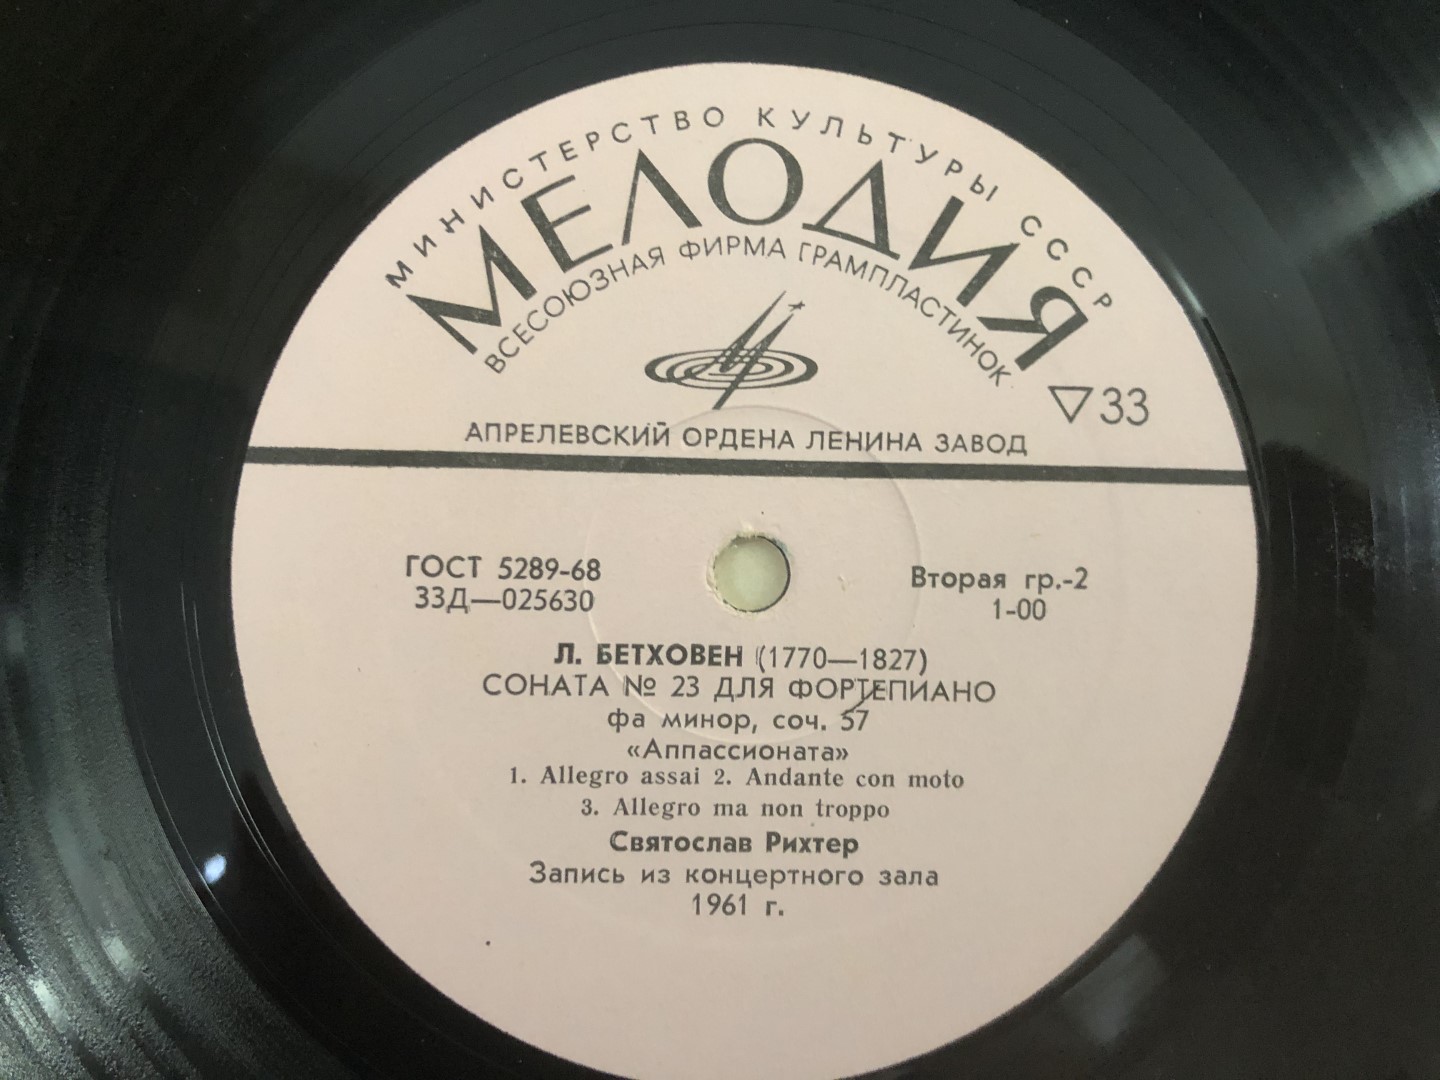 МИНИСТЕРСТВО КУЛЬТУРЫ СССР
МЕЛОДИЯ
ВСЕСОЮЗНАЯ ФИРМА ГРАМПЛАСТИНОК
▽33
АПРЕЛЕВСКИЙ ОРДЕНА ЛЕНИНА ЗАВОД
ГОСТ 5289-68
33Д—025630
Вторая гр.-2
1-00
Л. БЕТХОВЕН (1770—1827)
СОНАТА № 23 ДЛЯ ФОРТЕПИАНО
фа минор, соч. 57
«Аппассионата»
1. Allegro assai 2. Andante con moto
3. Allegro ma non troppo
Святослав Рихтер
Запись из концертного зала
1961 г.